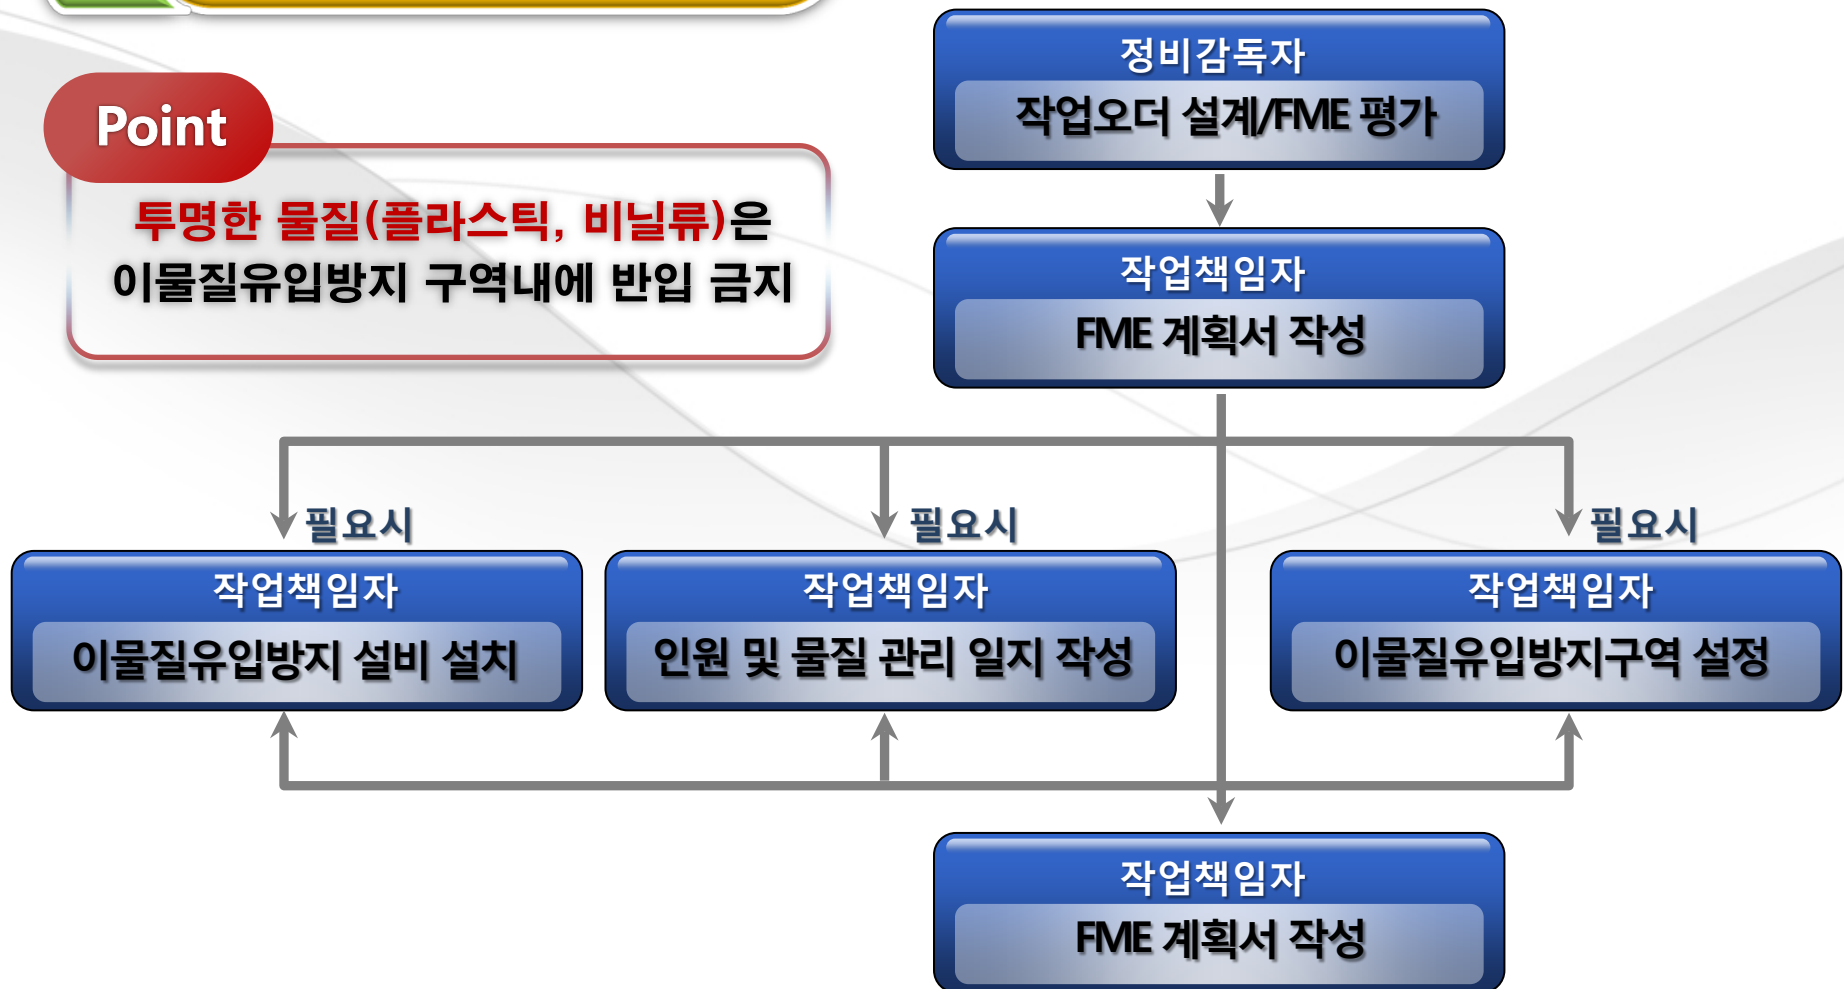 정비감독자
작업오더 설계/FME 평가
Point
투명한 물질(플라스틱, 비닐류)은
이물질유입방지 구역내에 반입 금지
작업책임자
FME 계획서 작성
필요시
필요시
필요시
작업책임자
이물질유입방지 설비 설치
작업책임자
인원 및 물질 관리 일지 작성
작업책임자
이물질유입방지구역 설정
작업책임자
FME 계획서 작성